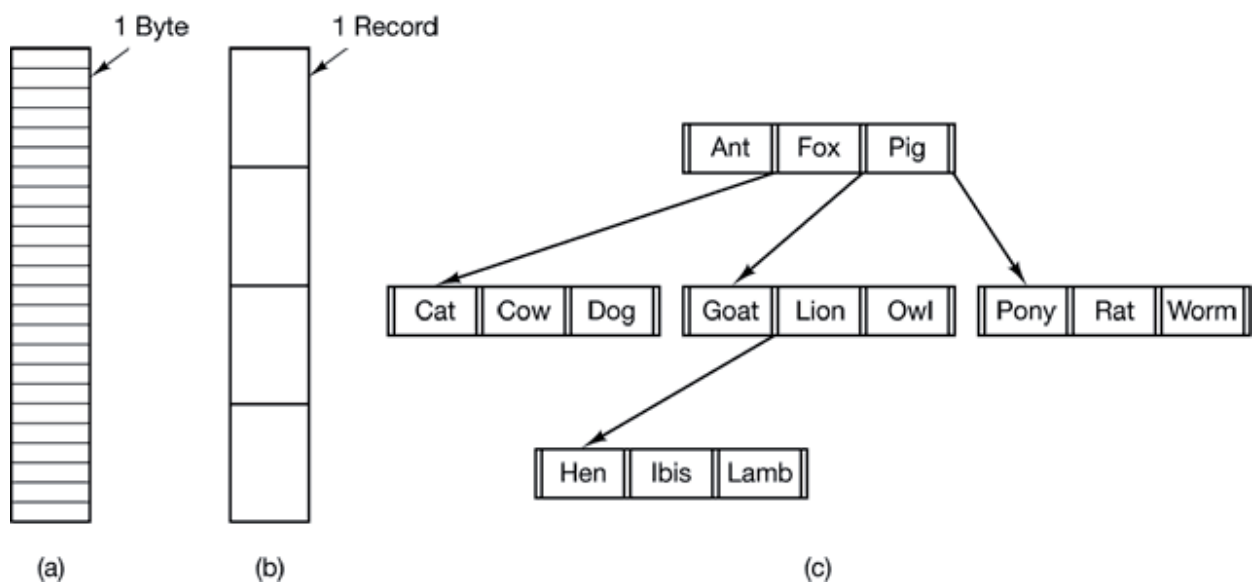 1 Byte
1 Record
Ant Fox Pig
Cat Cow Dog
Goat Lion Owl
Pony Rat Worm
Hen Ibis Lamb
(a)
(b)
(c)